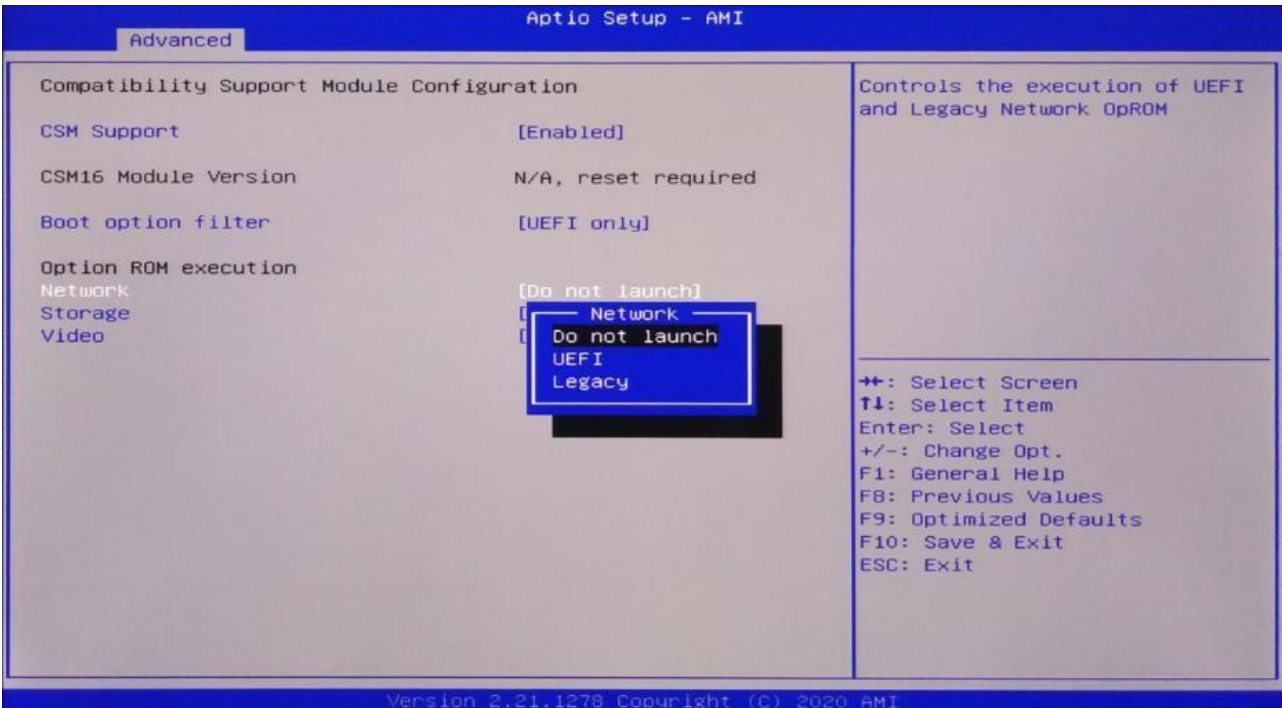 Aptio Setup – AMI
Advanced
Compatibility Support Module Configuration
CSM Support [Enabled]
CSM16 Module Version N/A, reset required
Boot option filter [UEFI only]
Option ROM execution
Network [Do not launch]
Storage [
Video [
Network
Do not launch
UEFI
Legacy
Controls the execution of UEFI
and Legacy Network OpROM
→←: Select Screen
↑↓: Select Item
Enter: Select
+/-: Change Opt.
F1: General Help
F8: Previous Values
F9: Optimized Defaults
F10: Save & Exit
ESC: Exit
Version 2.21.1278 Copyright (C) 2020 AMI